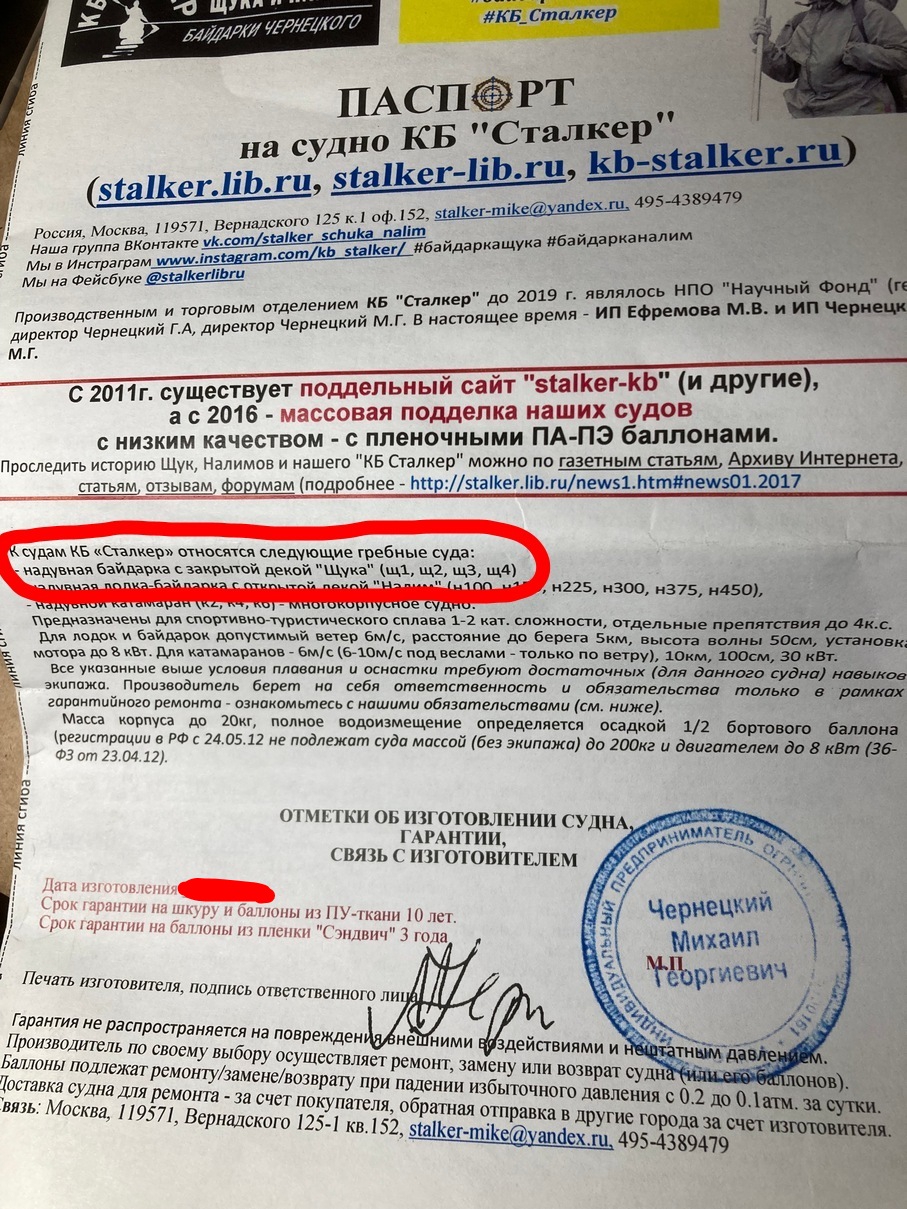 КБ
ЩУКА И
БАЙДАРКИ ЧЕРНЕЦКОГО
#КБ_Сталкер
линия сгиба
ПАСПОРТ
на судно КБ "Сталкер"
(stalker.lib.ru, stalker-lib.ru, kb-stalker.ru)
Россия, Москва, 119571, Вернадского 125 к.1 оф.152, stalker-mike@yandex.ru, 495-4389479
Наша группа ВКонтакте vk.com/stalker_schuka_nalim
Мы в Инстраграм www.instagram.com/kb_stalker/ #байдаркащука #байдарканалим
Мы на Фейсбуке @stalkerlibru
Производственным и торговым отделением КБ "Сталкер" до 2019 г. являлось НПО "Научный Фонд" (ге
директор Чернецкий Г.А, директор Чернецкий М.Г. В настоящее время - ИП Ефремова М.В. и ИП Чернецк
М.Г.
С 2011г. существует поддельный сайт "stalker-kb" (и другие),
а с 2016 - массовая подделка наших судов
с низким качеством - с пленочными ПА-ПЭ баллонами.
Проследить историю Щук, Налимов и нашего "КБ Сталкер" можно по газетным статьям, Архиву Интернета,
статьям, отзывам, форумам (подробнее - http://stalker.lib.ru/news1.htm#news01.2017
К судам КБ «Сталкер» относятся следующие гребные суда:
- надувная байдарка с закрытой декой "Щука" (щ1, щ2, щ3, щ4)
надувная лодка-байдарка с открытой декой "Налим" (н100, н15 , н225, н300, н375, н450),
- надувной катамаран (к2, к4, к6) - многокорпусное судно.
Предназначены для спортивно-туристического сплава 1-2 кат. сложности, отдельные препятствия до 4к.с.
Для лодок и байдарок допустимый ветер 6м/с, расстояние до берега 5км, высота волны 50см, установка
мотора до 8 кВт. Для катамаранов - 6м/с (6-10м/с под веслами - только по ветру), 10км, 100см, 30 кВт.
Все указанные выше условия плавания и оснастки требуют достаточных (для данного судна) навыков
экипажа. Производитель берет на себя ответственность и обязательства только в рамках
гарантийного ремонта - ознакомьтесь с нашими обязательствами (см. ниже).
Масса корпуса до 20кг, полное водоизмещение определяется осадкой 1/2 бортового баллона
(регистрации в РФ с 24.05.12 не подлежат суда массой (без экипажа) до 200кг и двигателем до 8 кВт (36-
ФЗ от 23.04.12).
линия сгиба
ОТМЕТКИ ОБ ИЗГОТОВЛЕНИИ СУДНА,
ГАРАНТИИ,
СВЯЗЬ С ИЗГОТОВИТЕЛЕМ
Дата изготовления
Срок гарантии на шкуру и баллоны из ПУ-ткани 10 лет.
Срок гарантии на баллоны из пленки "Сэндвич" 3 года
ИНДИВИДУАЛЬНЫЙ ПРЕДПРИНИМАТЕЛЬ
Чернецкий
Михаил
Георгиевич
М.П.
Печать изготовителя, подпись ответственного лица
Гарантия не распространяется на повреждения внешними воздействиями и нештатным давлением.
Производитель по своему выбору осуществляет ремонт, замену или возврат судна (или его баллонов).
Баллоны подлежат ремонту/замене/возврату при падении избыточного давления с 0.2 до 0.1атм. за сутки.
Доставка судна для ремонта - за счет покупателя, обратная отправка в другие города за счет изготовителя.
Связь: Москва, 119571, Вернадского 125-1 кв.152, stalker-mike@yandex.ru, 495-4389479